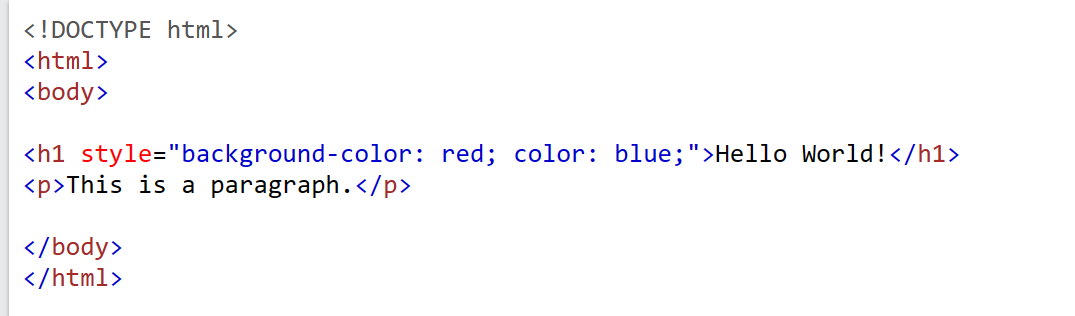 <!DOCTYPE html>
<html>
<body>
<h1 style="background-color: red; color: blue;">Hello World!</h1>
<p>This is a paragraph.</p>
</body>
</html>